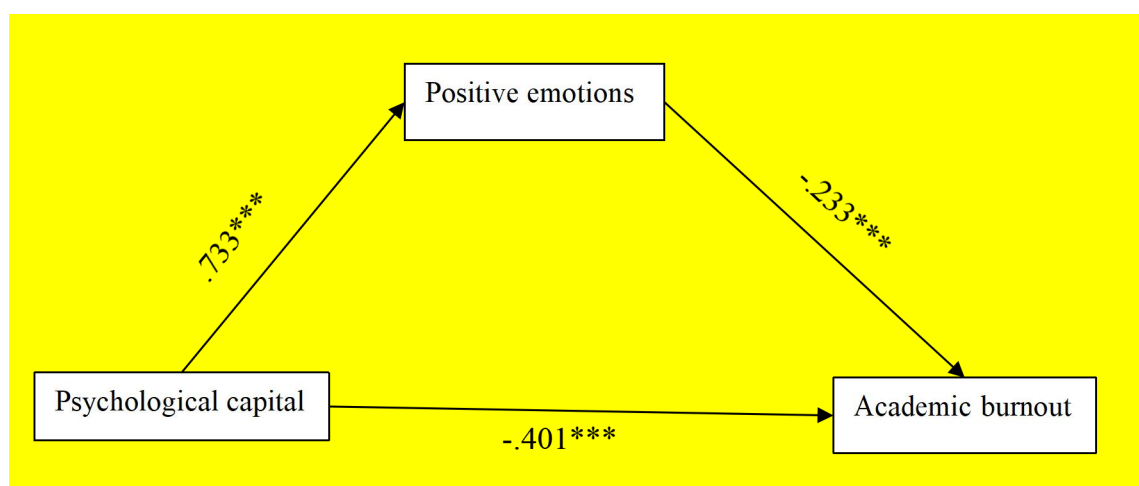 Positive emotions
.733***
-.233***
Psychological capital
-.401***
Academic burnout